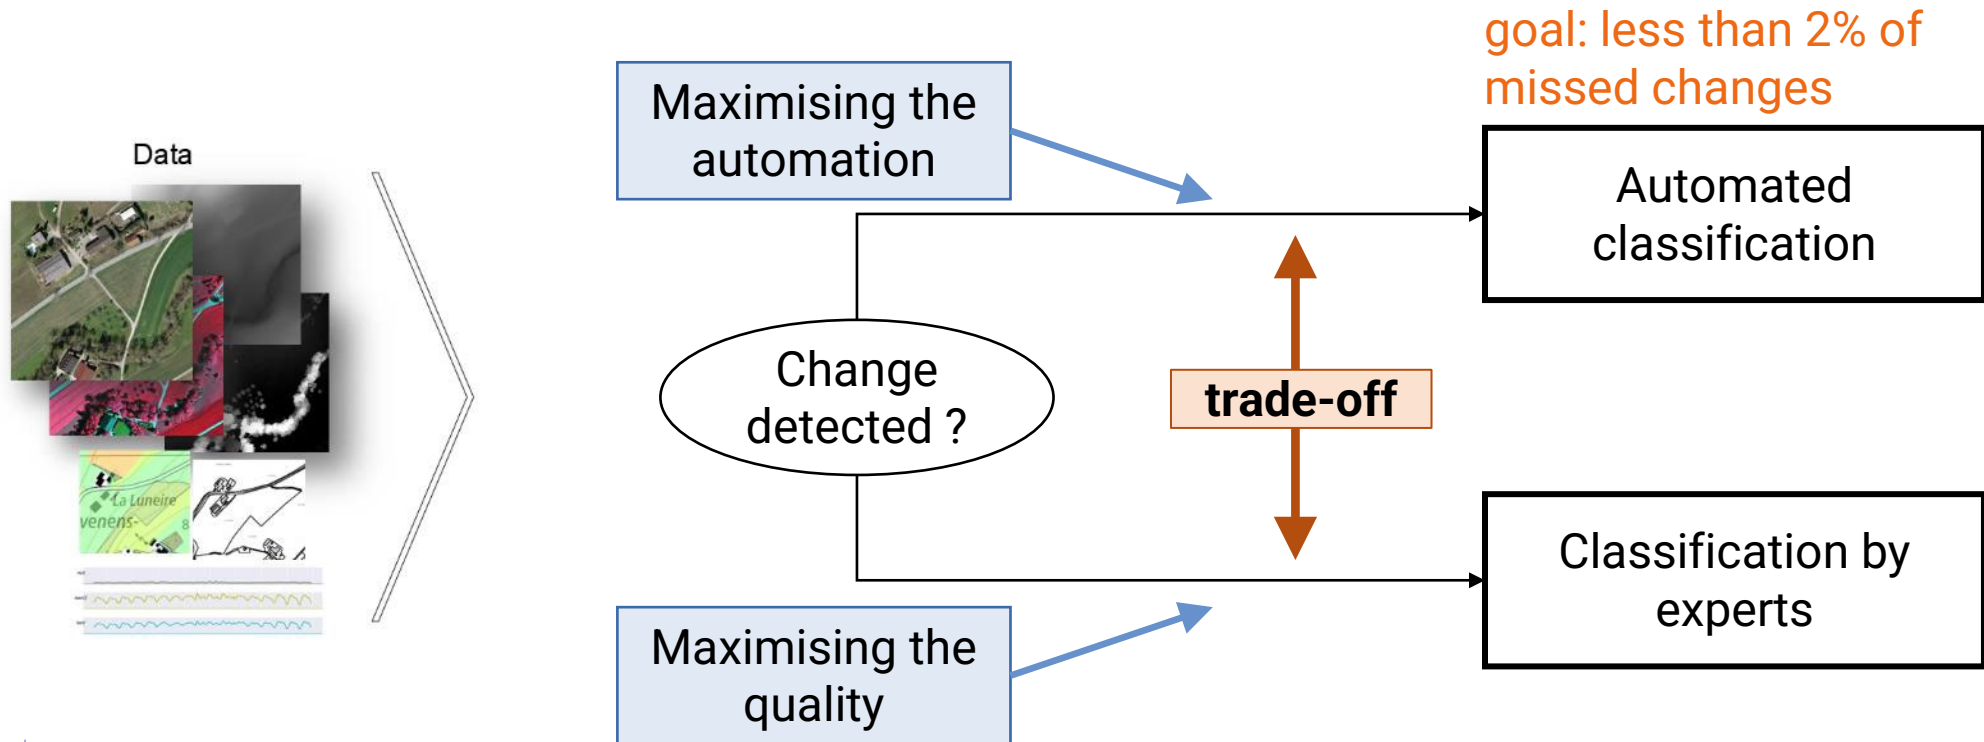 goal: less than 2% of
missed changes
Data
Maximising the
automation
Automated
classification
Change
detected ?
trade-off
La Luneire
venens-
8
Classification by
experts
Maximising the
quality